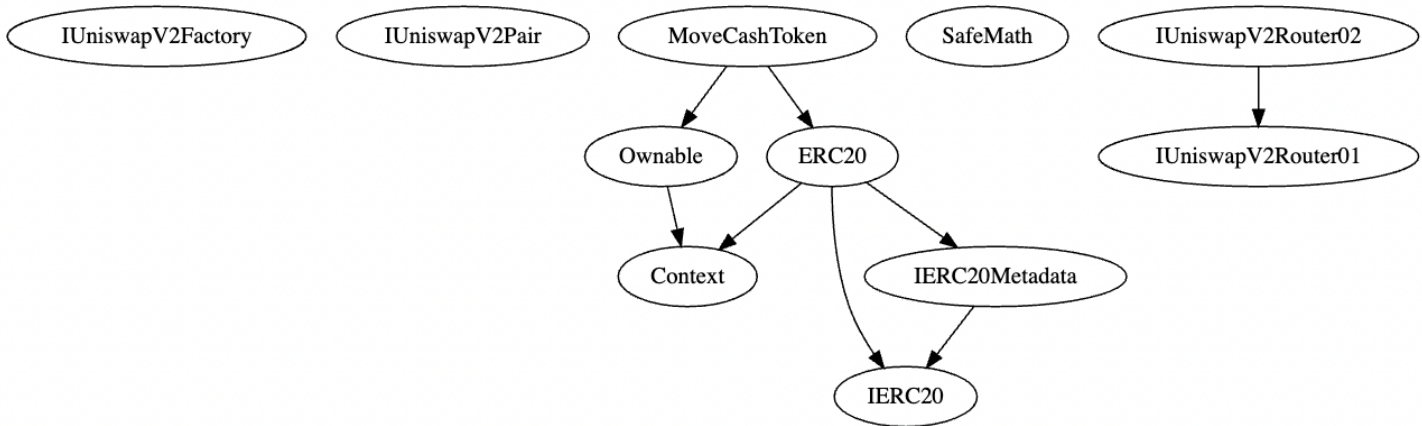 IUniswapV2Factory
IUniswapV2Pair
MoveCashToken
SafeMath
IUniswapV2Router02
Ownable
ERC20
IUniswapV2Router01
Context
IERC20Metadata
IERC20